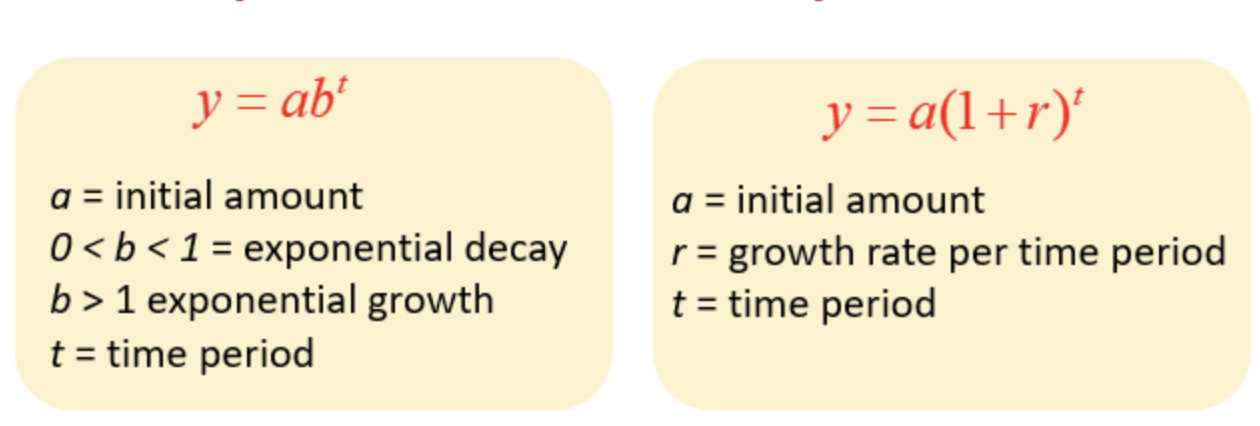 y = ab^t
a = initial amount
0 < b < 1 = exponential decay
b > 1 exponential growth
t = time period
y = a(1+r)^t
a = initial amount
r = growth rate per time period
t = time period